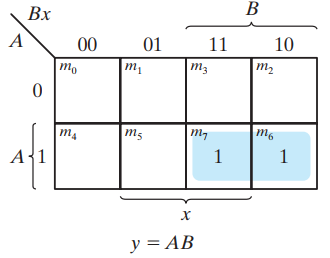 Bx B
A 00 01 11 10
m₀ m₁ m₃ m₂
0
m₄ m₅ m₇ m₆
A 1 1 1
x
y = AB